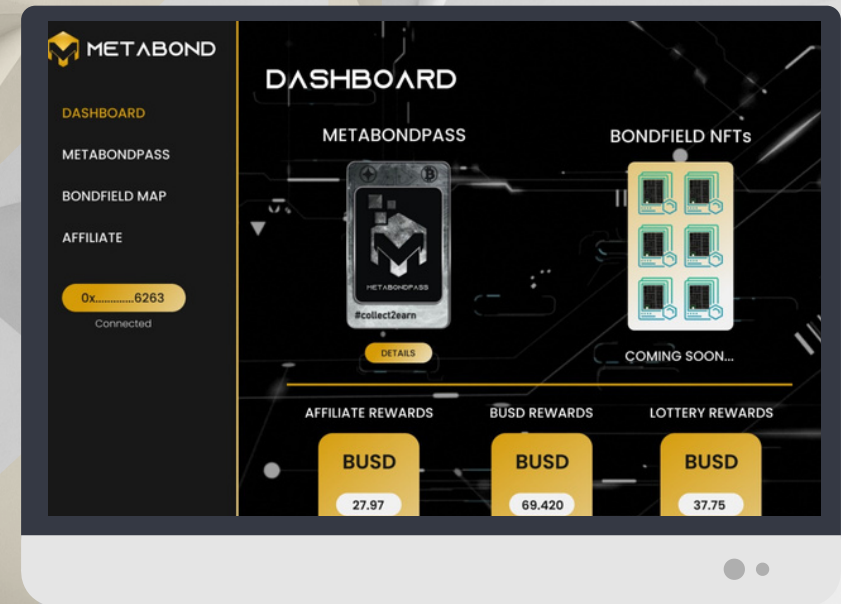 METABOND
DASHBOARD
METABONDPASS
BONDFIELD MAP
AFFILIATE
0x..............6263
Connected
DASHBOARD
METABONDPASS
METABONDPASS
#collect2earn
DETAILS
BONDFIELD NFTs
COMING SOON...
AFFILIATE REWARDS
BUSD
27.97
BUSD REWARDS
BUSD
69.420
LOTTERY REWARDS
BUSD
37.75